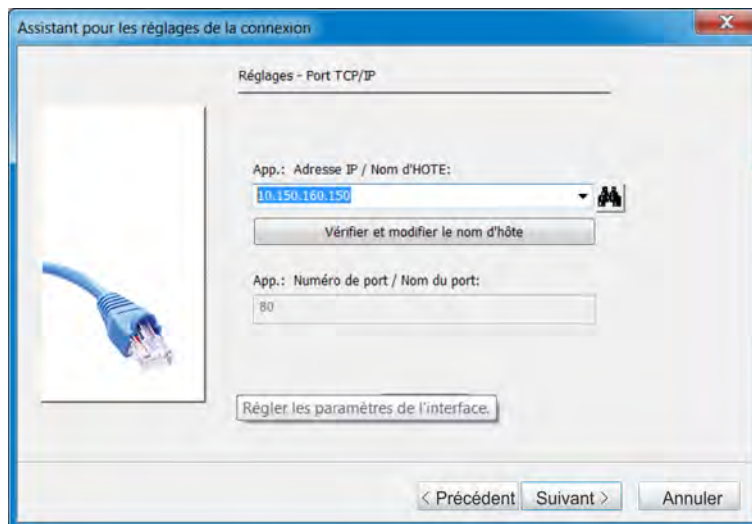 Assistant pour les réglages de la connexion
Réglages - Port TCP/IP
App.: Adresse IP / Nom d'HOTE:
10.150.160.150
Vérifier et modifier le nom d'hôte
App.: Numéro de port / Nom du port:
80
Régler les paramètres de l'interface.
< Précédent Suivant > Annuler